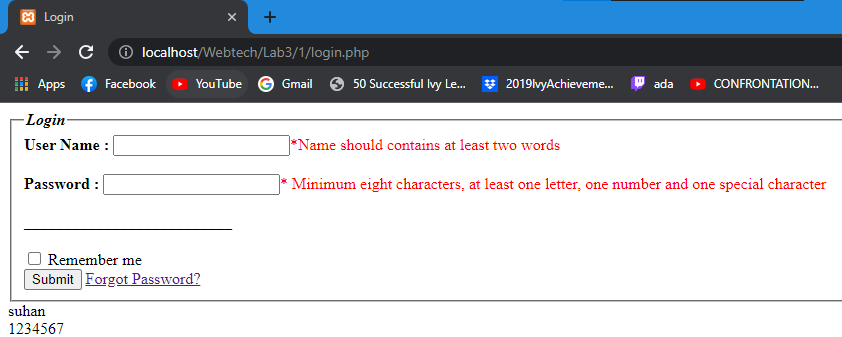 Login
localhost/Webtech/Lab3/1/login.php
Apps Facebook YouTube Gmail 50 Successful Ivy Le... 2019IvyAchieveme... ada CONFRONTATION...
Login
User Name : *Name should contains at least two words
Password : * Minimum eight characters, at least one letter, one number and one special character
Remember me
Submit Forgot Password?
suhan
1234567